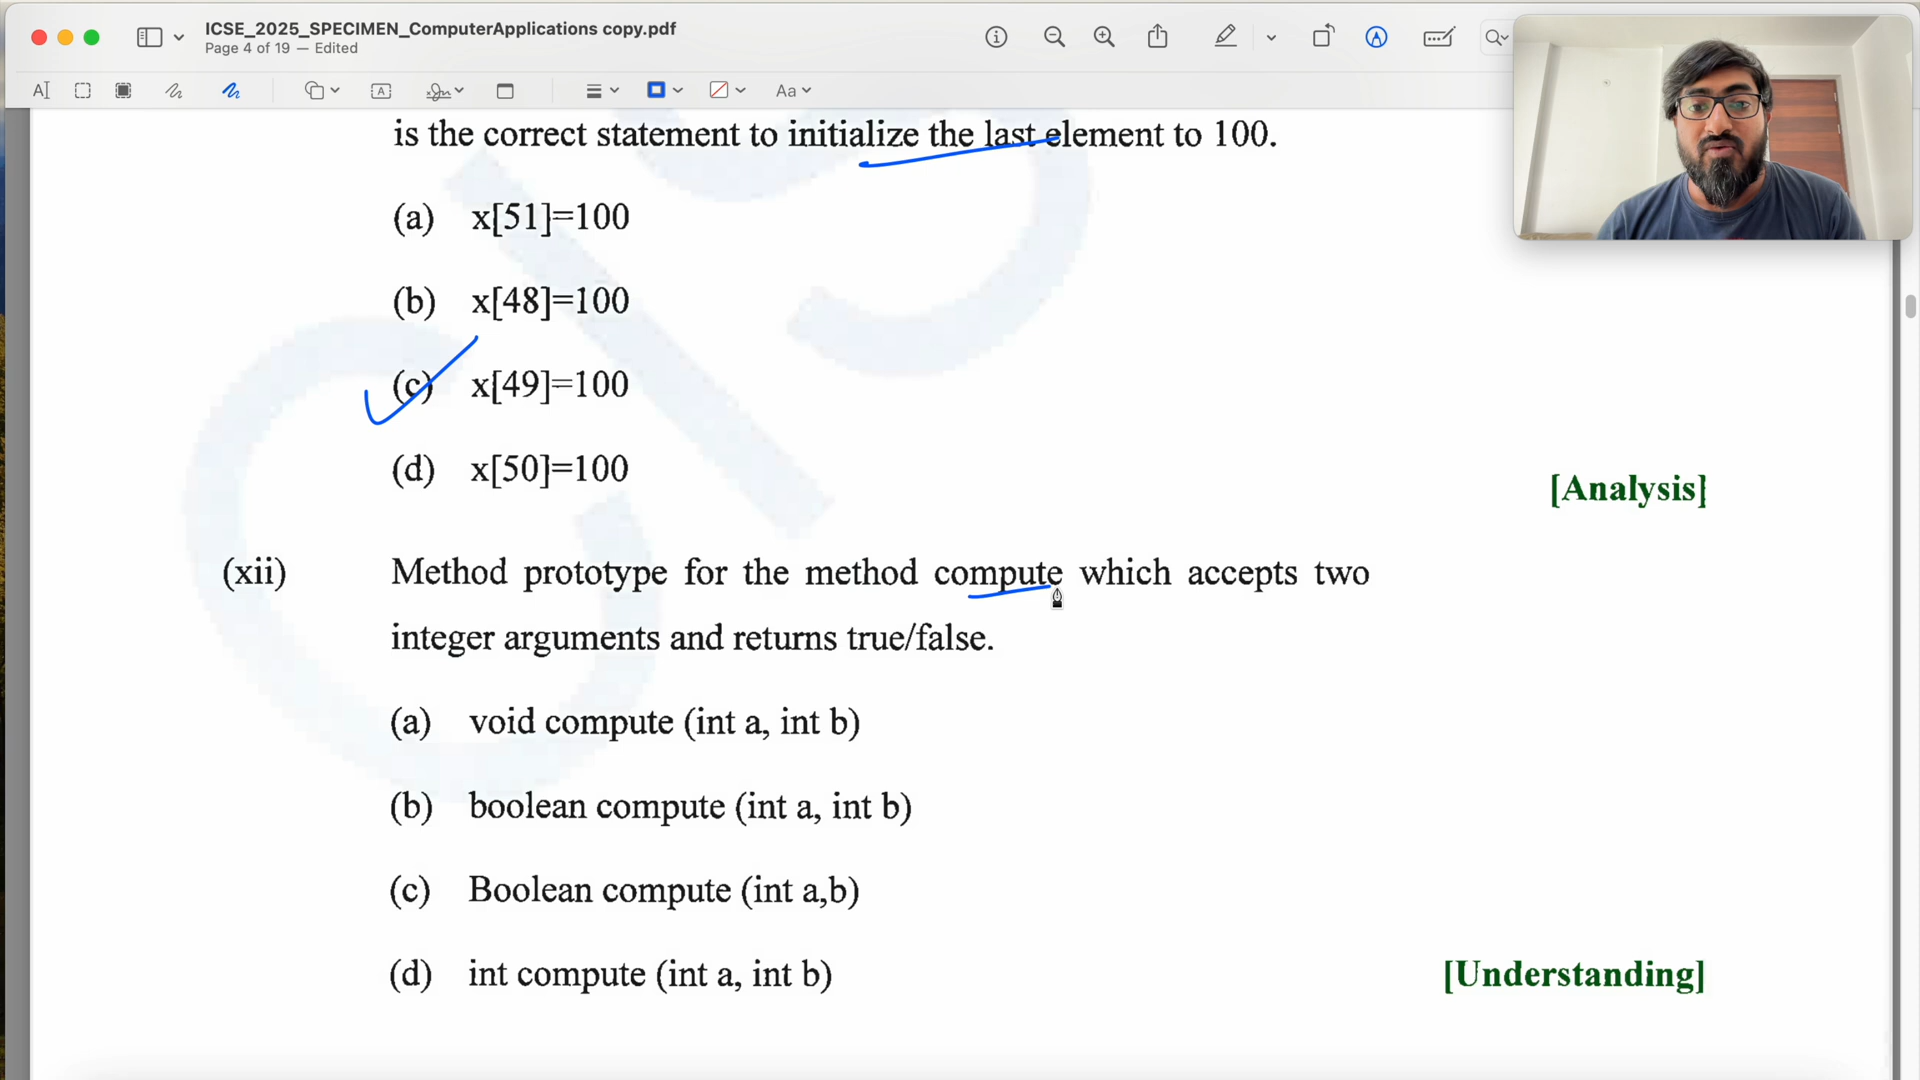 ICSE_2025_SPECIMEN_ComputerApplications copy.pdf
Page 4 of 19 — Edited
is the correct statement to initialize the last element to 100.
(a) x[51]=100
(b) x[48]=100
(c) x[49]=100
(d) x[50]=100
[Analysis]
(xii) Method prototype for the method compute which accepts two
integer arguments and returns true/false.
(a) void compute (int a, int b)
(b) boolean compute (int a, int b)
(c) Boolean compute (int a,b)
(d) int compute (int a, int b)
[Understanding]